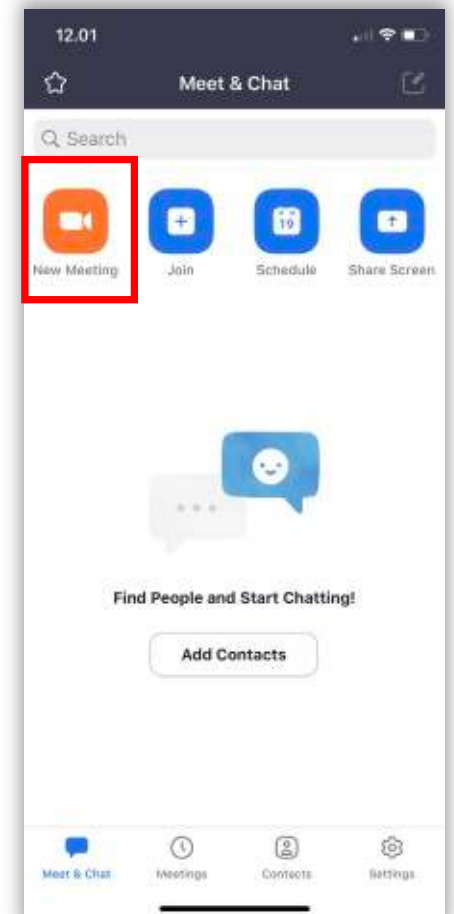 12.01
Meet & Chat
Search
New Meeting
Join
19
Schedule
Share Screen
Find People and Start Chatting!
Add Contacts
Meet & Chat
Meetings
Contacts
Settings